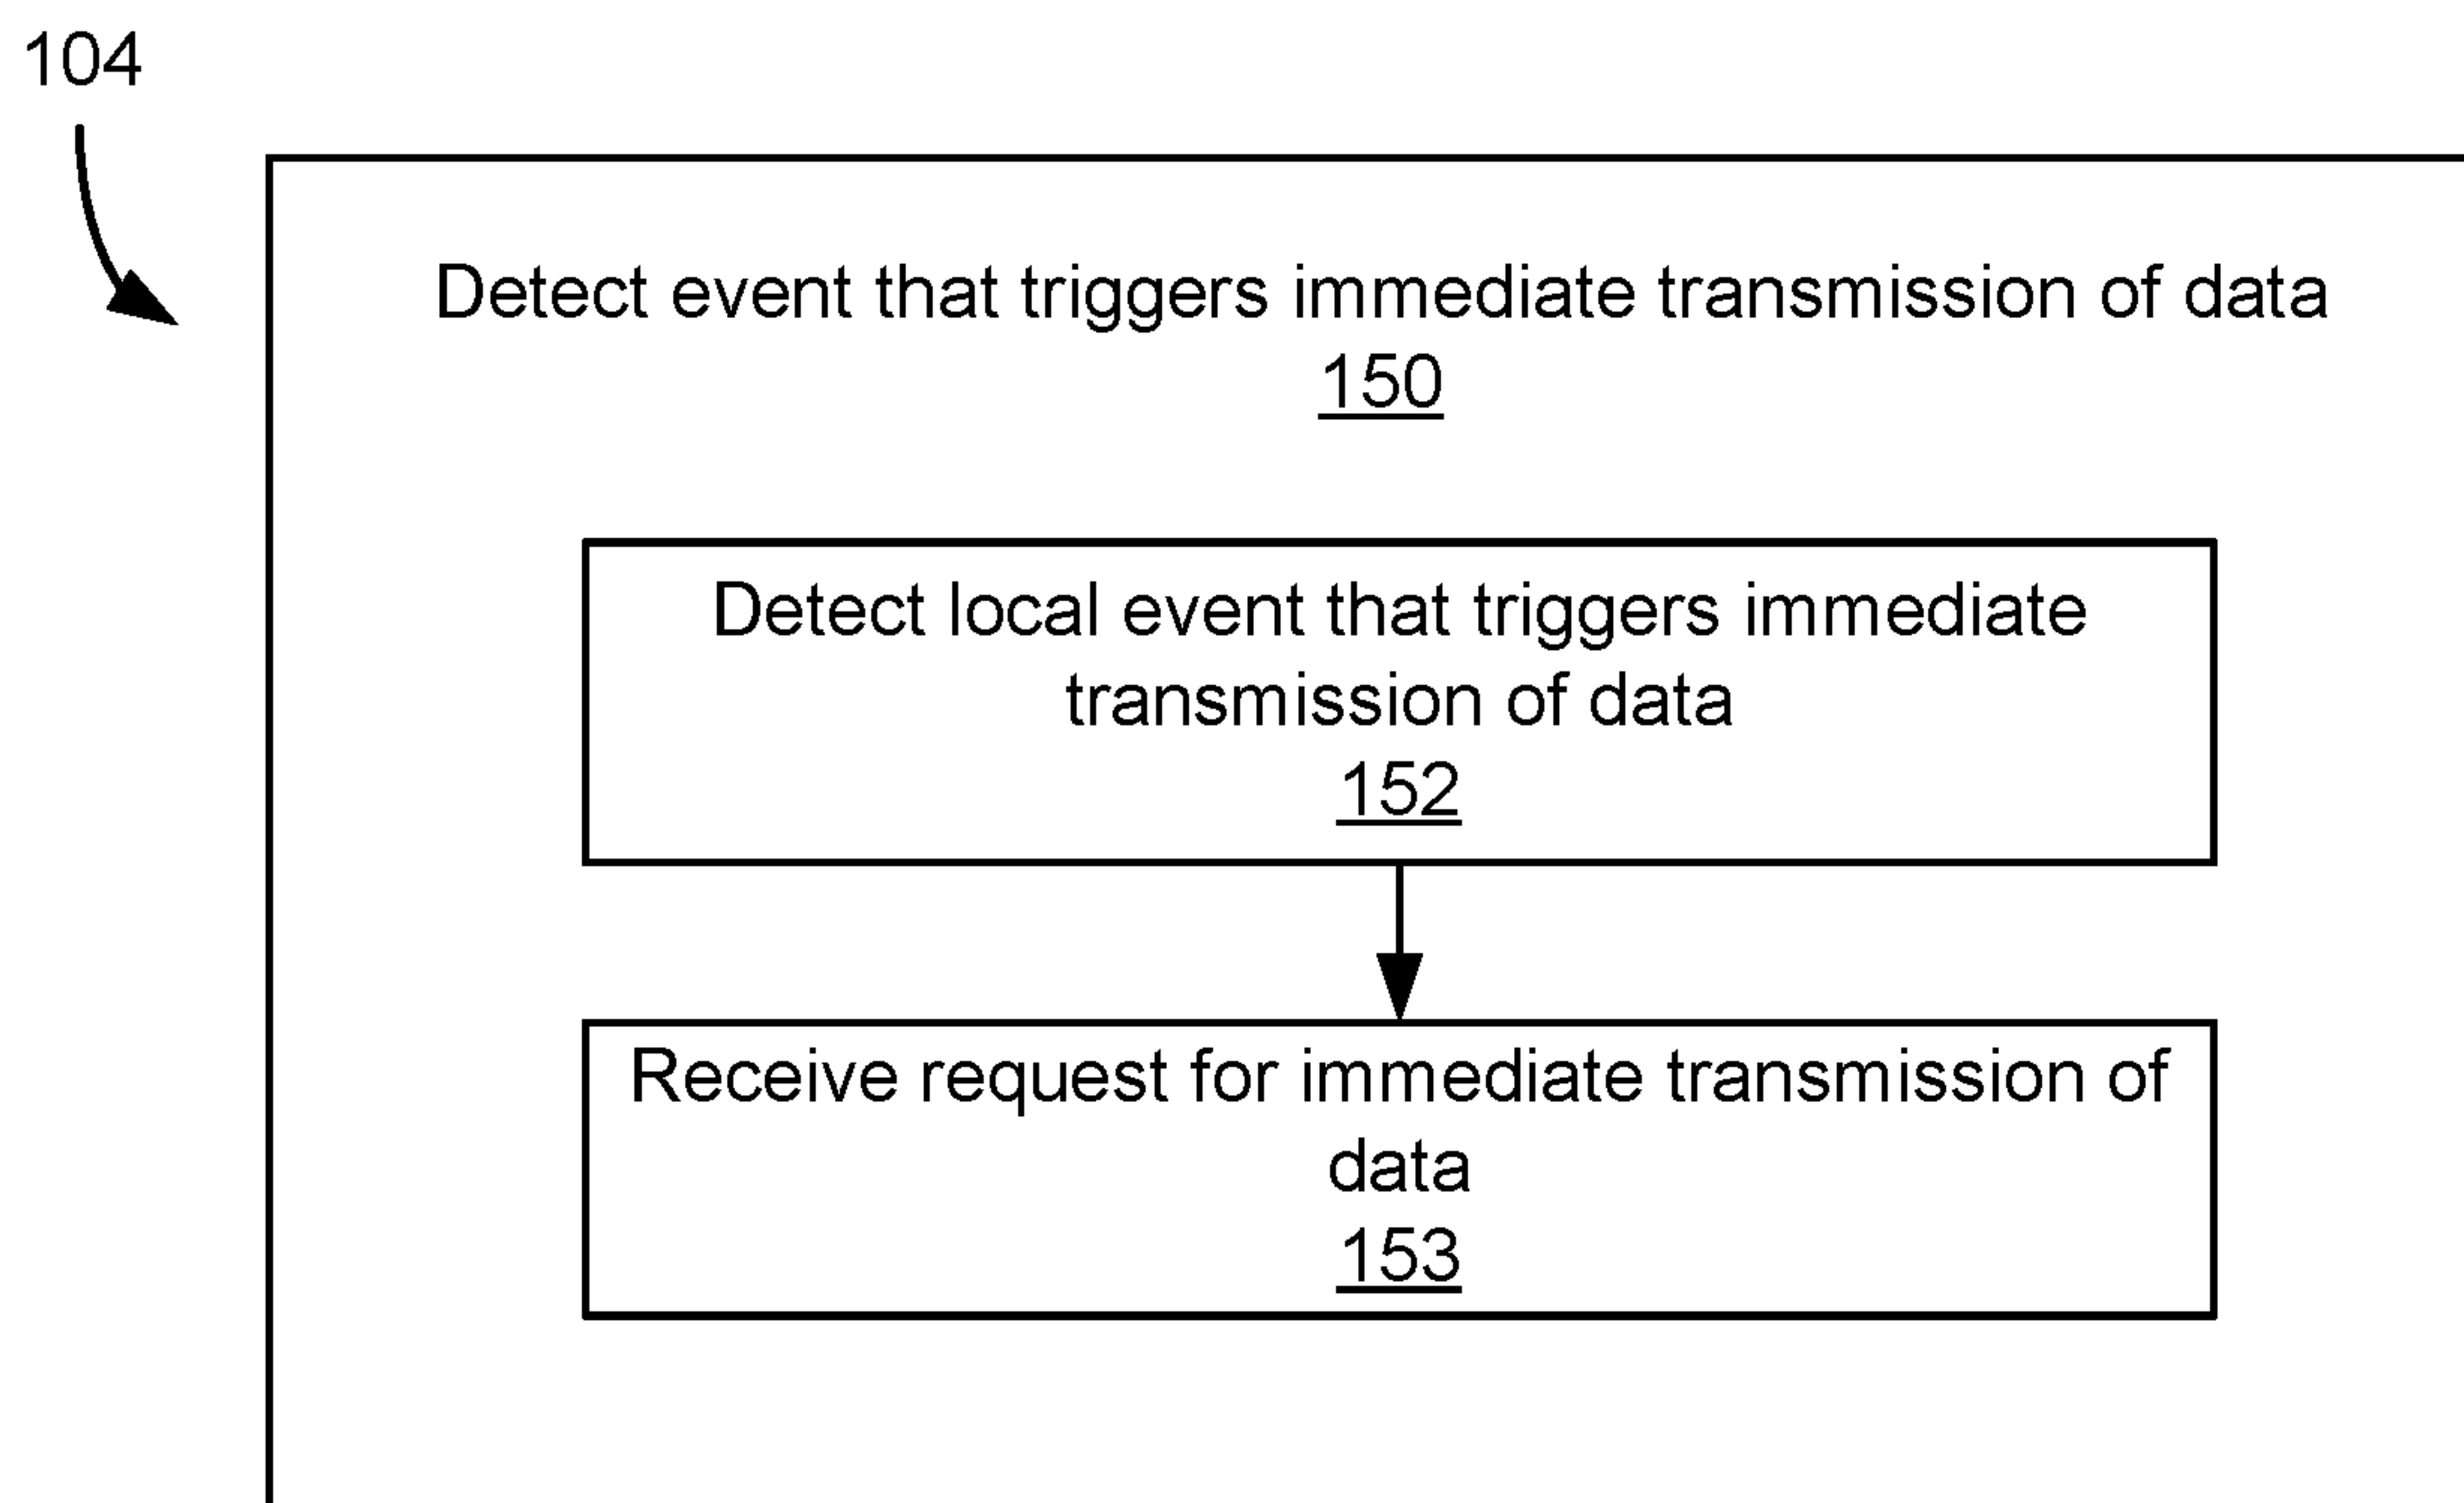 104
Detect event that triggers immediate transmission of data
150
Detect local event that triggers immediate
transmission of data
152
Receive request for immediate transmission of
data
153